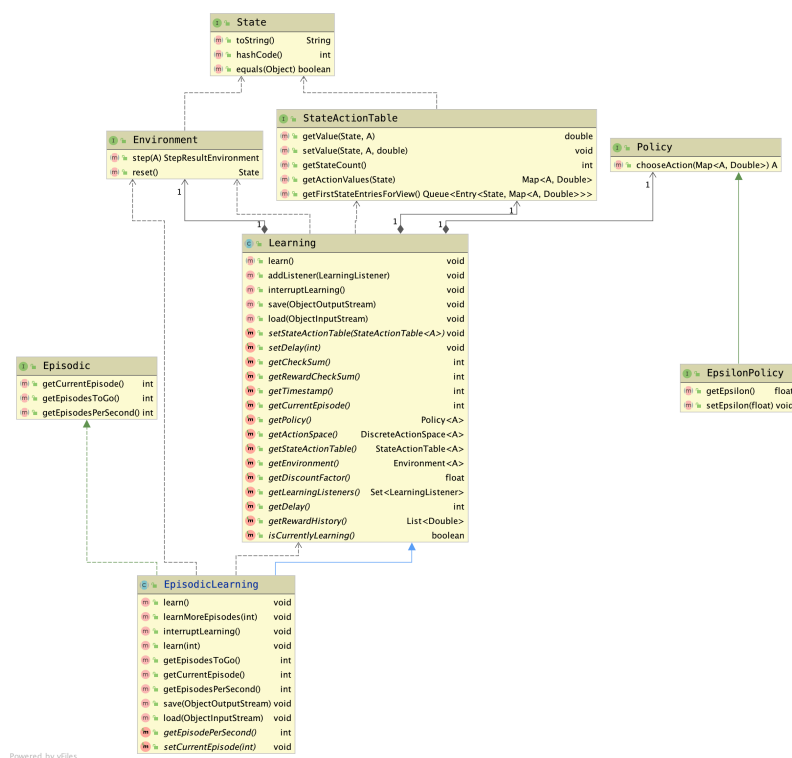 State
toString() String
hashCode() int
equals(Object) boolean
Environment
step(A) StepResultEnvironment
reset() State
StateActionTable
getValue(State, A) double
setValue(State, A, double) void
getStateCount() int
getActionValues(State) Map<A, Double>
getFirstStateEntriesForView() Queue<Entry<State, Map<A, Double>>>
Policy
chooseAction(Map<A, Double>) A
1
1
1
1
1
1
Learning
learn() void
addListener(LearningListener) void
interruptLearning() void
save(ObjectOutputStream) void
load(ObjectInputStream) void
setStateActionTable(StateActionTable<A>) void
setDelay(int) void
getCheckSum() int
getRewardCheckSum() int
getTimestamp() int
getCurrentEpisode() int
getPolicy() Policy<A>
getActionSpace() DiscreteActionSpace<A>
getStateActionTable() StateActionTable<A>
getEnvironment() Environment<A>
getDiscountFactor() float
getLearningListeners() Set<LearningListener>
getDelay() int
getRewardHistory() List<Double>
isCurrentlyLearning() boolean
Episodic
getCurrentEpisode() int
getEpisodesToGo() int
getEpisodesPerSecond() int
EpsilonPolicy
getEpsilon() float
setEpsilon(float) void
EpisodicLearning
learn() void
learnMoreEpisodes(int) void
interruptLearning() void
learn(int) void
getEpisodesToGo() int
getCurrentEpisode() int
getEpisodesPerSecond() int
save(ObjectOutputStream) void
load(ObjectInputStream) void
getEpisodePerSecond() int
setCurrentEpisode(int) void
Powered by yFiles